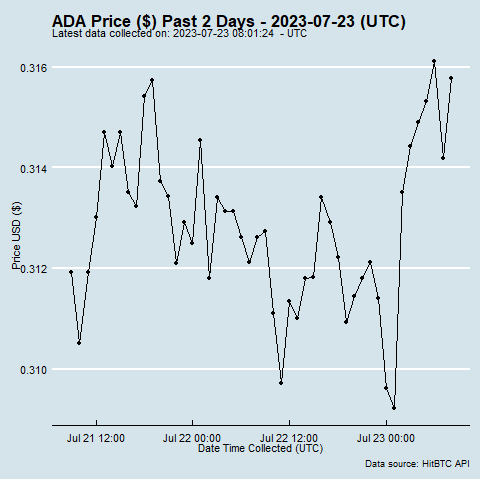 ADA Price ($) Past 2 Days - 2023-07-23 (UTC)
Latest data collected on: 2023-07-23 08:01:24  - UTC
0.316
0.314
0.312
0.310
Price USD ($)
Jul 21 12:00
Jul 22 00:00
Jul 22 12:00
Jul 23 00:00
Date Time Collected (UTC)
Data source: HitBTC API